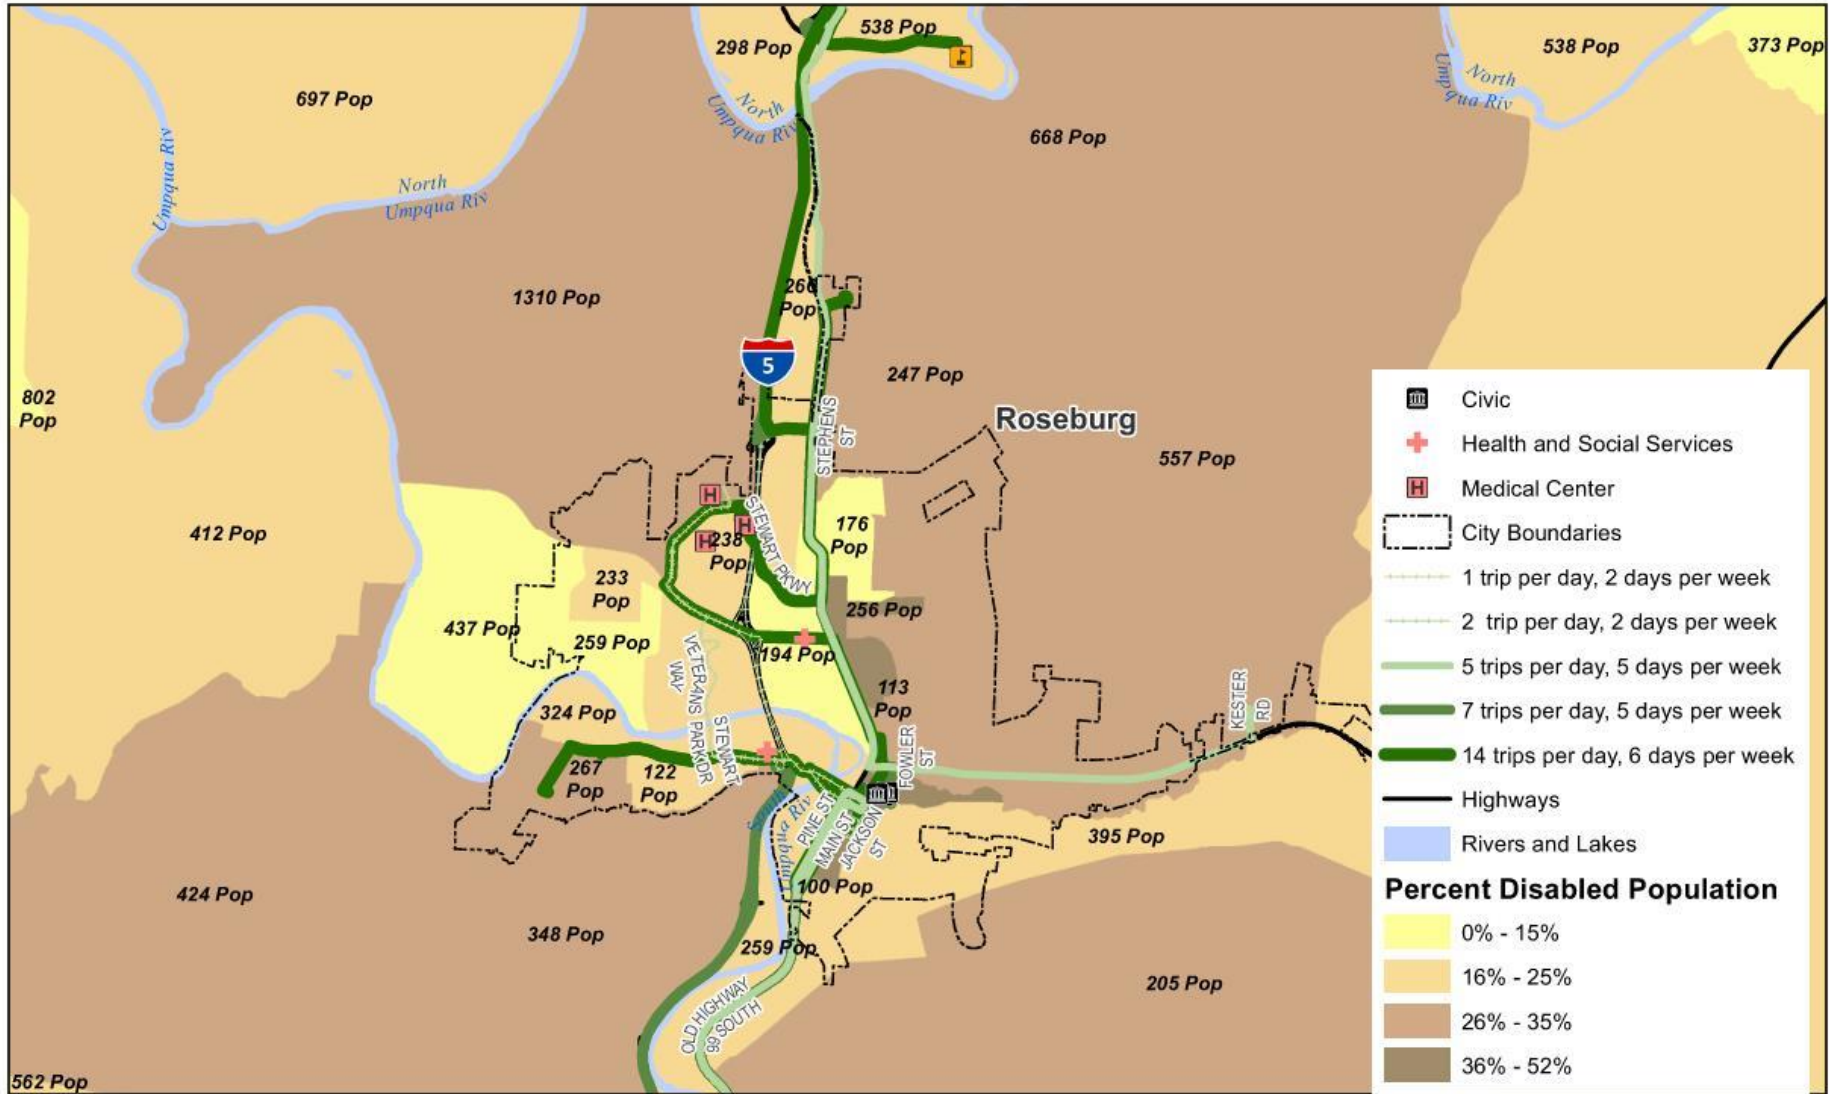 538 Pop
298 Pop
538 Pop
373 Pop
697 Pop
North
Umpqua Riv
North
Umpqua Riv
668 Pop
Umpqua Riv
North
Umpqua Riv
1310 Pop
266
Pop
5
247 Pop
802
Pop
Roseburg
STEPHENS
ST
557 Pop
412 Pop
H
H
H
238
Pop
STEWART PKWY
176
Pop
233
Pop
256 Pop
437 Pop
259 Pop
194 Pop
VETERANS
WAY
113
Pop
324 Pop
STEWART
PARK DR
FOWLER
ST
KESTER
RD
267
Pop
122
Pop
South
Umpqua Riv
PINE ST
MAIN ST
JACKSON
ST
395 Pop
424 Pop
100 Pop
348 Pop
259 Pop
205 Pop
OLD HIGHWAY
99 SOUTH
562 Pop
Civic
Health and Social Services
H
Medical Center
City Boundaries
1 trip per day, 2 days per week
2 trip per day, 2 days per week
5 trips per day, 5 days per week
7 trips per day, 5 days per week
14 trips per day, 6 days per week
Highways
Rivers and Lakes
Percent Disabled Population
0% - 15%
16% - 25%
26% - 35%
36% - 52%